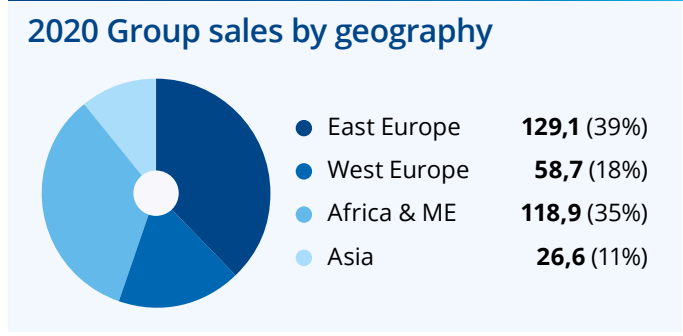 2020 Group sales by geography
East Europe 129,1 (39%)
West Europe 58,7 (18%)
Africa & ME 118,9 (35%)
Asia 26,6 (11%)